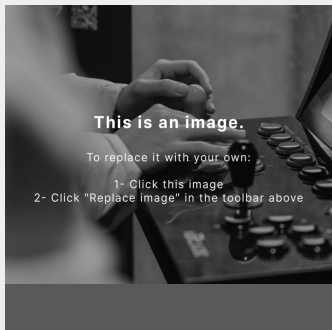 This is an image.
To replace it with your own:
1- Click this image
2- Click "Replace image" in the toolbar above